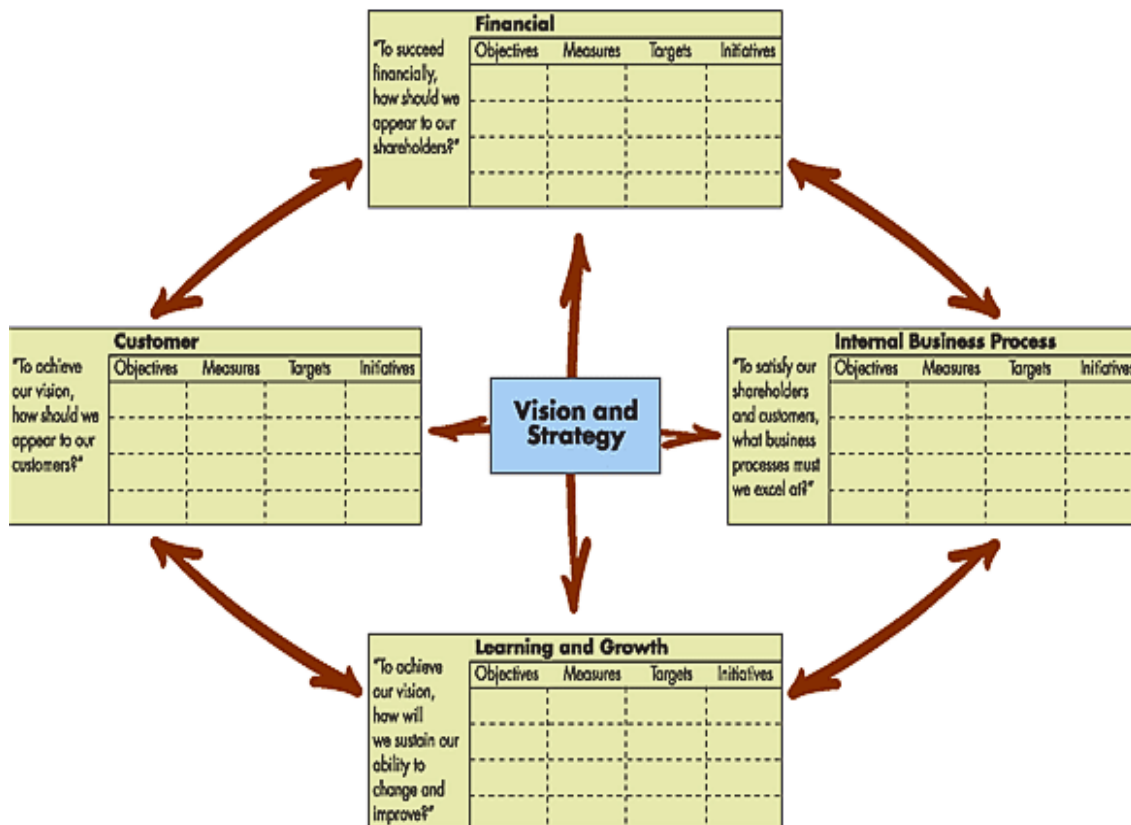 Financial
"To succeed
financially,
how should we
appear to our
shareholders?"
Objectives Measures Targets Initiatives
Customer
"To achieve
our vision,
how should we
appear to our
customers?"
Objectives Measures Targets Initiatives
Vision and
Strategy
Internal Business Process
"To satisfy our
shareholders
and customers,
what business
processes must
we excel at?"
Objectives Measures Targets Initiatives
Learning and Growth
"To achieve
our vision,
how will
we sustain our
ability to
change and
improve?"
Objectives Measures Targets Initiatives